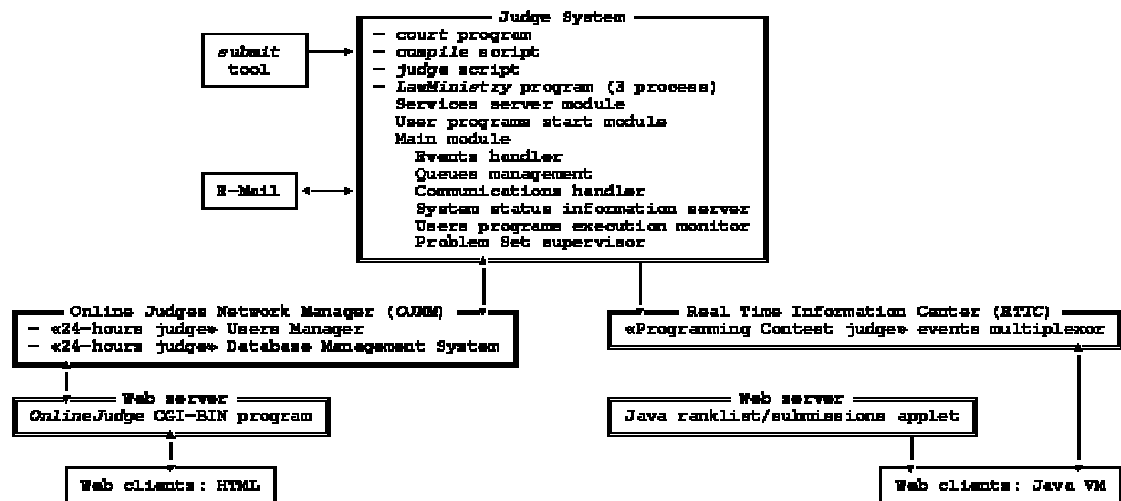 Judge System
submit
tool
- court program
- compile script
- judge script
- LawMinistry program (3 process)
Services server module
User programs start module
Main module
Events handler
Queues management
E-Mail
Communications handler
System status information server
Users programs execution monitor
Problem Set supervisor
Online Judges Network Manager (OJNM)
- «24-hours judge» Users Manager
- «24-hours judge» Database Management System
Real Time Information Center (RTIC)
«Programming Contest judge» events multiplexor
Web server
OnlineJudge CGI-BIN program
Web server
Java ranklist/submissions applet
Web clients: HTML
Web clients: Java VM